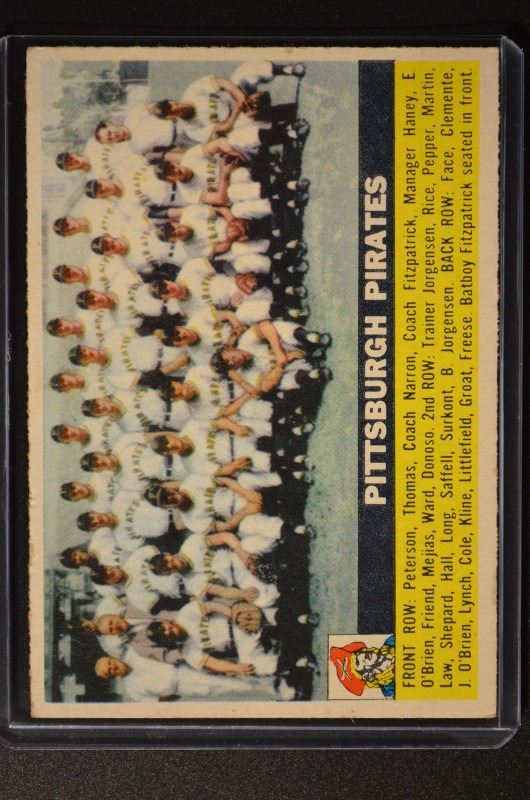 PITTSBURGH PIRATES
FRONT ROW: Peterson, Thomas, Coach Narron, Coach Fitzpatrick, Manager Haney, E
O'Brien, Friend, Mejias, Ward, Donoso. 2nd ROW: Trainer Jorgensen, Rice, Pepper, Martin,
Law, Shepard, Hall, Long, Saffell, Surkont, B. Jorgensen. BACK ROW: Face, Clemente,
J. O'Brien, Lynch, Cole, Kline, Littlefield, Groat, Freese. Batboy Fitzpatrick seated in front.